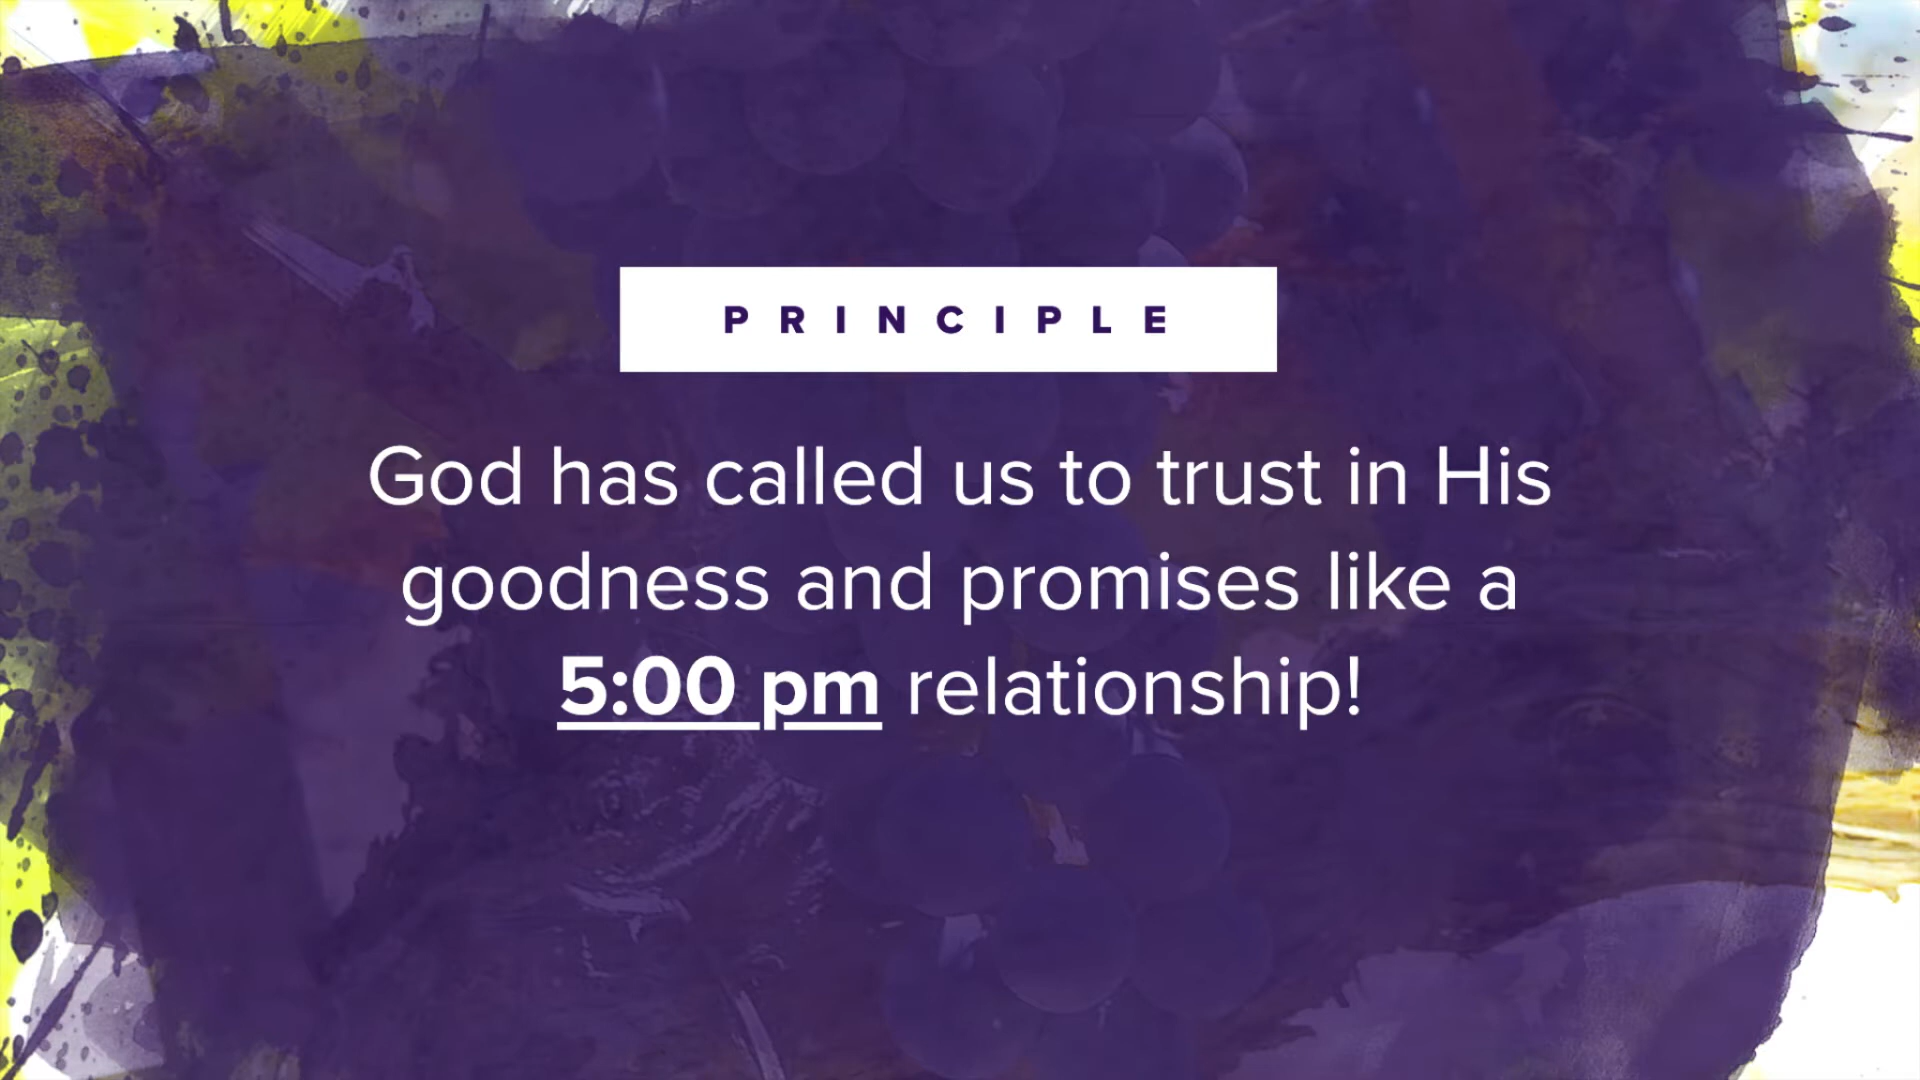 PRINCIPLE
God has called us to trust in His
goodness and promises like a
5:00 pm relationship!